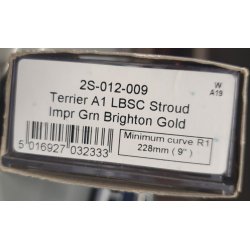 2S-012-009
W
A19
Terrier A1 LBSC Stroud
Impr Grn Brighton Gold
Minimum curve R1
228mm ( 9" )
5 016927 032333